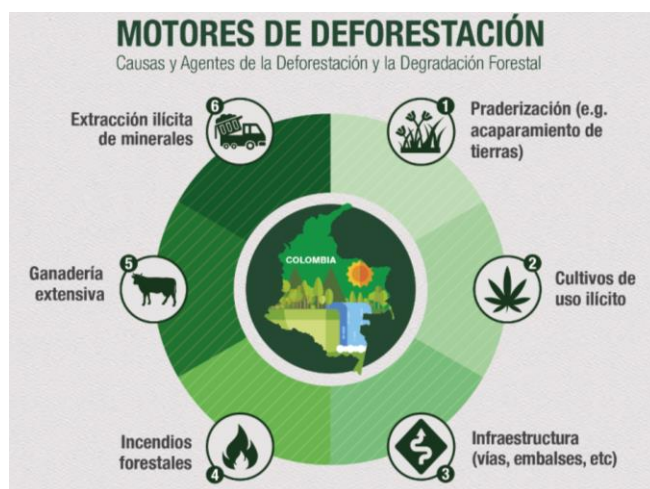 MOTORES DE DEFORESTACIÓN
Causas y Agentes de la Deforestación y la Degradación Forestal
1
Praderización (e.g.
acaparamiento de
tierras)
2
Cultivos de
uso ilícito
3
Infraestructura
(vías, embalses, etc)
4
Incendios
forestales
5
Ganadería
extensiva
6
Extracción ilícita
de minerales
COLOMBIA